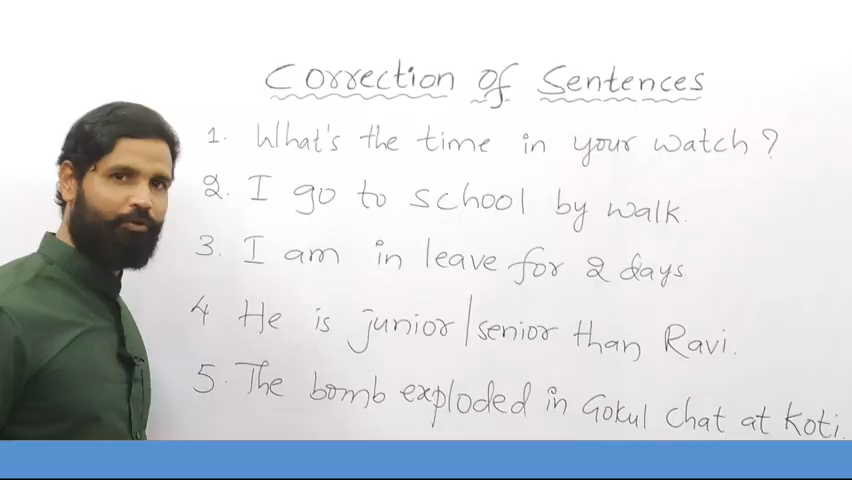 Correction of Sentences
1. What's the time in your watch?
2. I go to school by walk.
3. I am in leave for 2 days
4 He is junior/senior than Ravi.
5. The bomb exploded in Gokul chat at Koti.